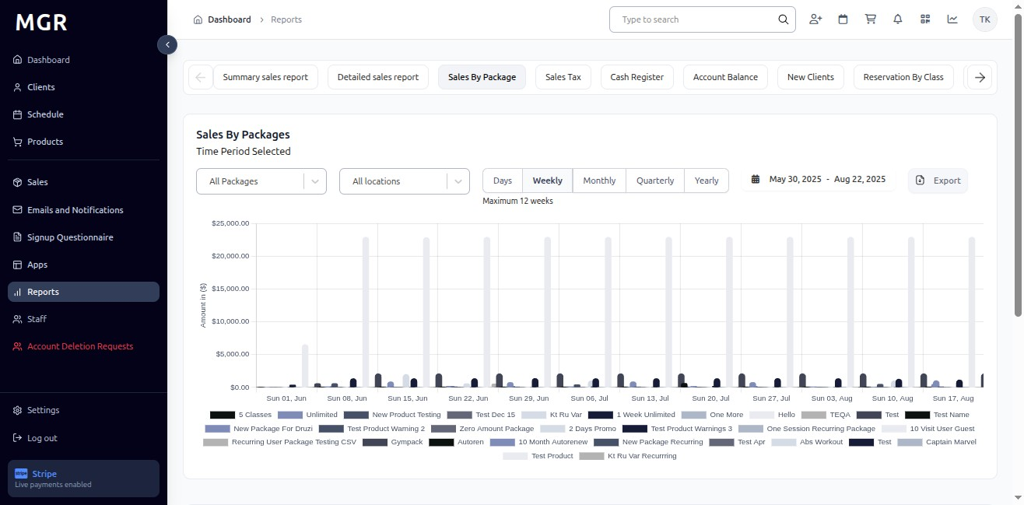 MGR
Dashboard
Clients
Schedule
Products
Sales
Emails and Notifications
Signup Questionnaire
Apps
Reports
Staff
Account Deletion Requests
Settings
Log out
stripe Stripe
Live payments enabled
Dashboard > Reports
Type to search
TK
Summary sales report Detailed sales report Sales By Package Sales Tax Cash Register Account Balance New Clients Reservation By Class
Sales By Packages
Time Period Selected
All Packages All locations Days Weekly Monthly Quarterly Yearly May 30, 2025 - Aug 22, 2025 Export
Maximum 12 weeks
Amount in ($)
$25,000.00
$20,000.00
$15,000.00
$10,000.00
$5,000.00
$0.00
Sun 01, Jun Sun 08, Jun Sun 15, Jun Sun 22, Jun Sun 29, Jun Sun 06, Jul Sun 13, Jul Sun 20, Jul Sun 27, Jul Sun 03, Aug Sun 10, Aug Sun 17, Aug
5 Classes Unlimited New Product Testing Test Dec 15 Kt Ru Var 1 Week Unlimited One More Hello TEQA Test Test Name
New Package For Druzi Test Product Warning 2 Zero Amount Package 2 Days Promo Test Product Warnings 3 One Session Recurring Package 10 Visit User Guest
Recurring User Package Testing CSV Gympack Autoren 10 Month Autorenew New Package Recurring Test Apr Abs Workout Test Captain Marvel
Test Product Kt Ru Var Recurring